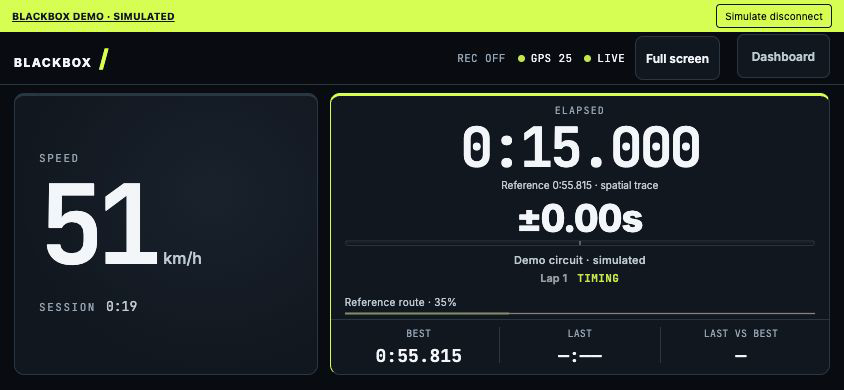 BLACKBOX DEMO · SIMULATED
Simulate disconnect
BLACKBOX /
REC OFF GPS 25 LIVE Full screen Dashboard
SPEED
51 km/h
SESSION 0:19
ELAPSED
0:15.000
Reference 0:55.815 · spatial trace
±0.00s
Demo circuit · simulated
Lap 1 TIMING
Reference route · 35%
BEST LAST LAST VS BEST
0:55.815 —:—— —